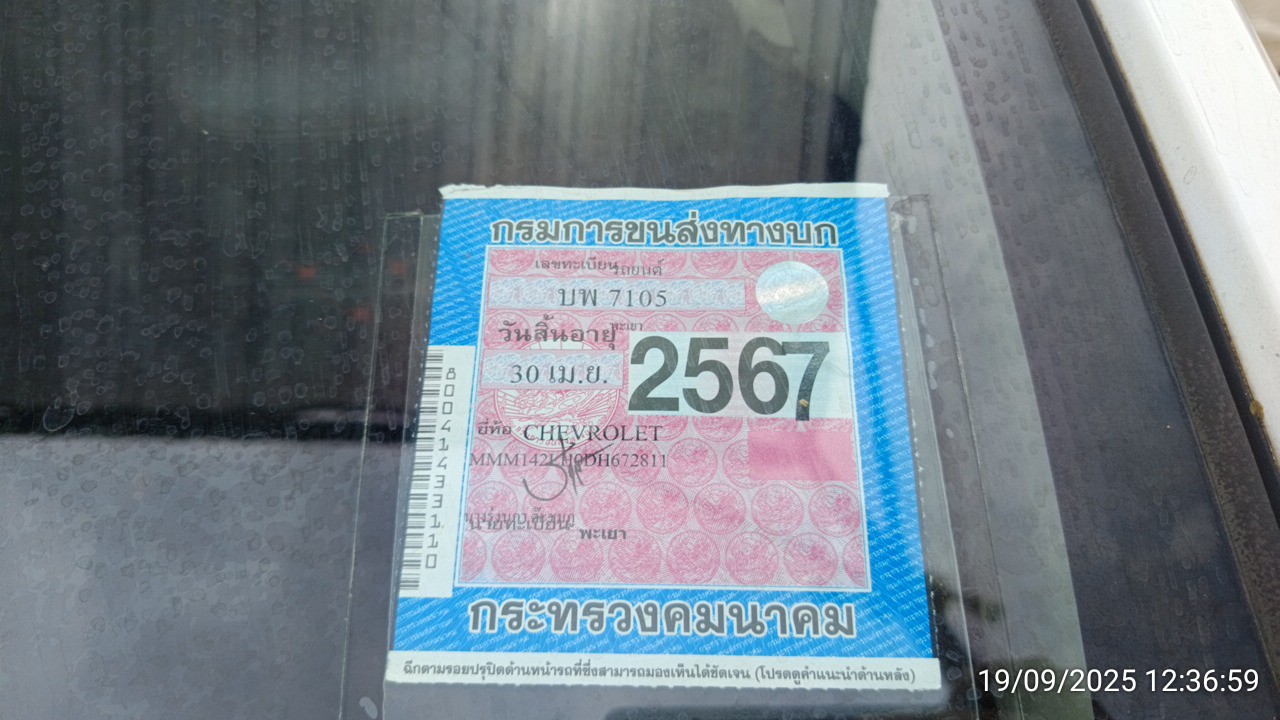 กรมการขนส่งทางบก
เลขทะเบียนรถยนต์
บพ 7105
พะเยา
วันสิ้นอายุ
30 เม.ย.
2567
ยี่ห้อ CHEVROLET
นายทะเบียน พะเยา
80041433110
กระทรวงคมนาคม
ฉีกตามรอยปรุปิดด้านหน้ารถที่ซึ่งสามารถมองเห็นได้ชัดเจน (โปรดดูคำแนะนำด้านหลัง)
19/09/2025 12:36:59